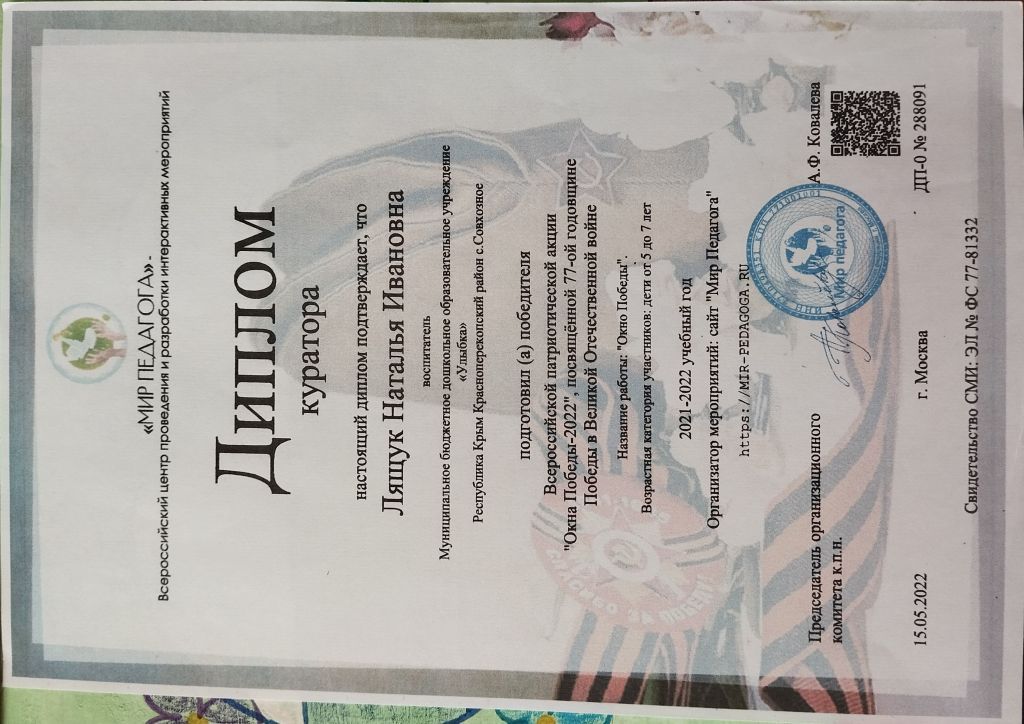 «МИР ПЕДАГОГА» -
Всероссийский центр проведения и разработки интерактивных мероприятий
Диплом
куратора
настоящий диплом подтверждает, что
Лящук Наталья Ивановна
воспитатель
Муниципальное бюджетное дошкольное образовательное учреждение
«Улыбка»
Республика Крым Красноперекопский район с.Совхозное
подготовил (а) победителя
Всероссийской патриотической акции
"Окна Победы-2022", посвящённой 77-ой годовщине
Победы в Великой Отечественной войне
Название работы: "Окно Победы".
Возрастная категория участников: дети от 5 до 7 лет
2021-2022 учебный год
Организатор мероприятий: сайт "Мир Педагога"
https://MIR-PEDAGOGA.RU
Председатель организационного
комитета к.п.н.
А.Ф. Ковалева
мир педагога
15.05.2022
г. Москва
ДП-0 № 288091
Свидетельство СМИ: ЭЛ № ФС 77-81332